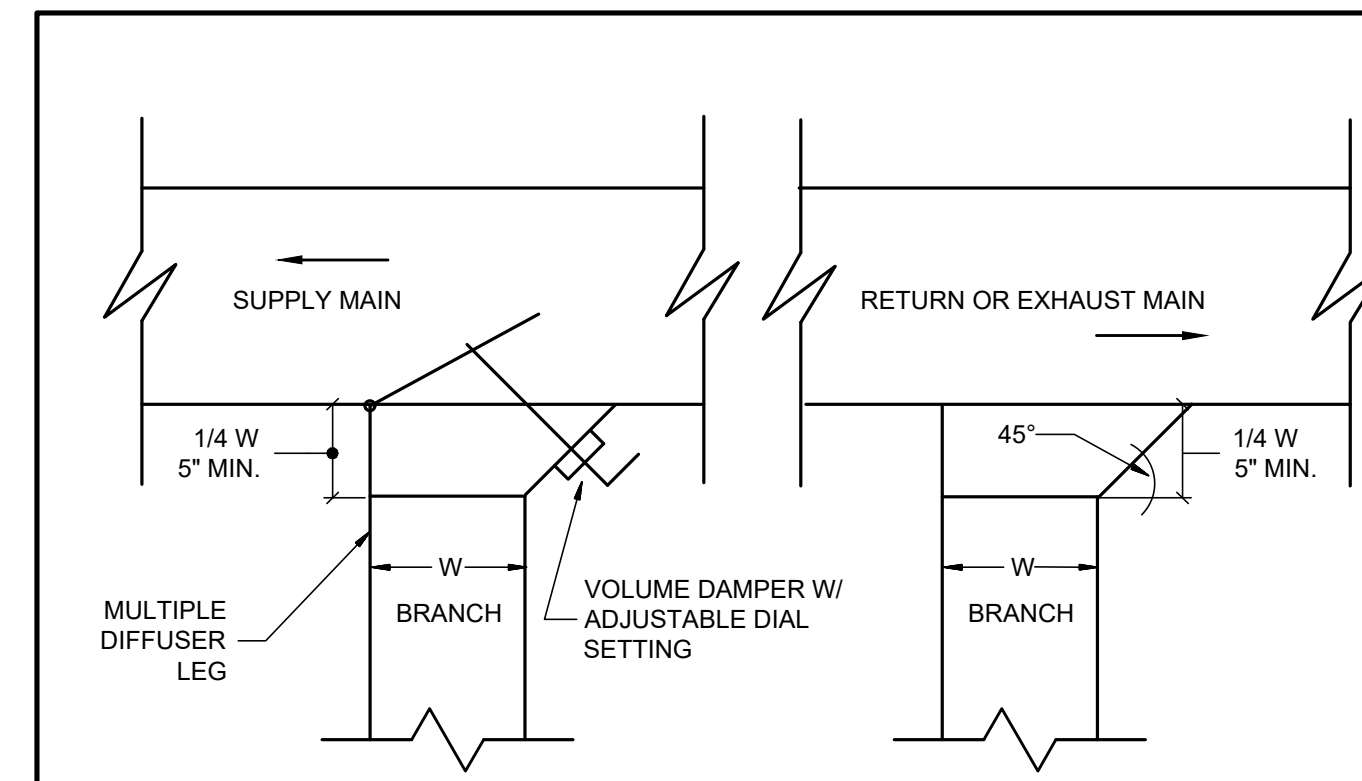 SUPPLY MAIN
1/4 W
5" MIN.
W
BRANCH
MULTIPLE
DIFFUSER
LEG
VOLUME DAMPER W/
ADJUSTABLE DIAL
SETTING
RETURN OR EXHAUST MAIN
45°
1/4 W
5" MIN.
W
BRANCH